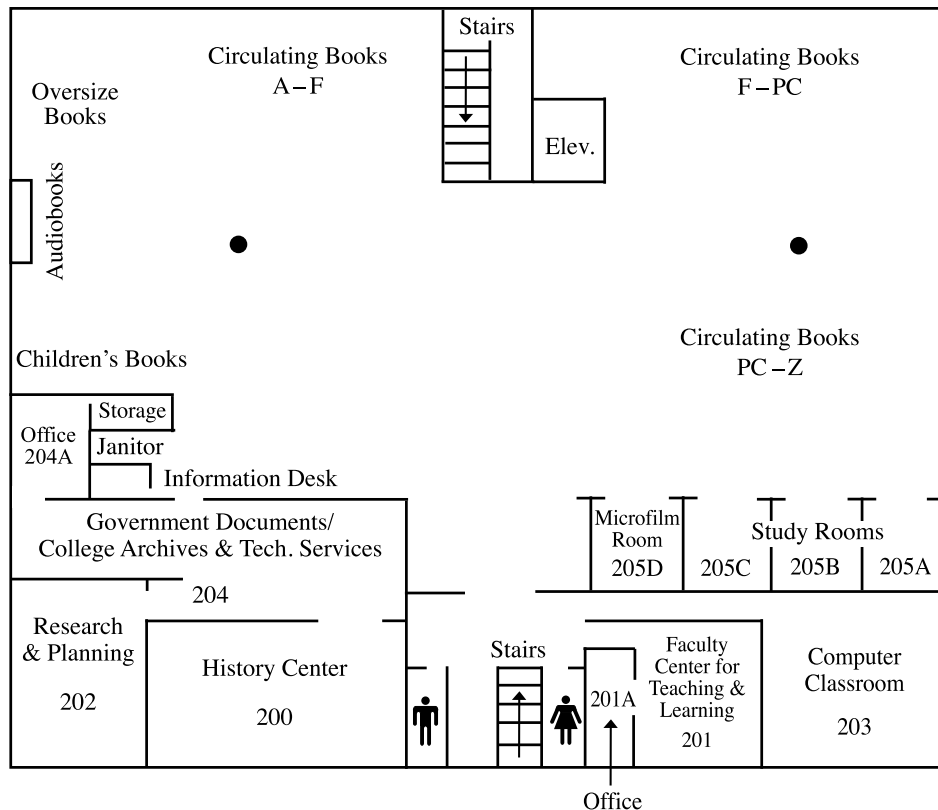 Stairs
Circulating Books
A–F
Circulating Books
F–PC
Oversize
Books
Elev.
Audiobooks
Circulating Books
PC–Z
Children's Books
Storage
Office
204A
Janitor
Information Desk
Government Documents/
College Archives & Tech. Services
204
Microfilm
Room
205D
Study Rooms
205C
205B
205A
Research
& Planning
202
History Center
200
Stairs
201A
Faculty
Center for
Teaching &
Learning
201
Computer
Classroom
203
Office